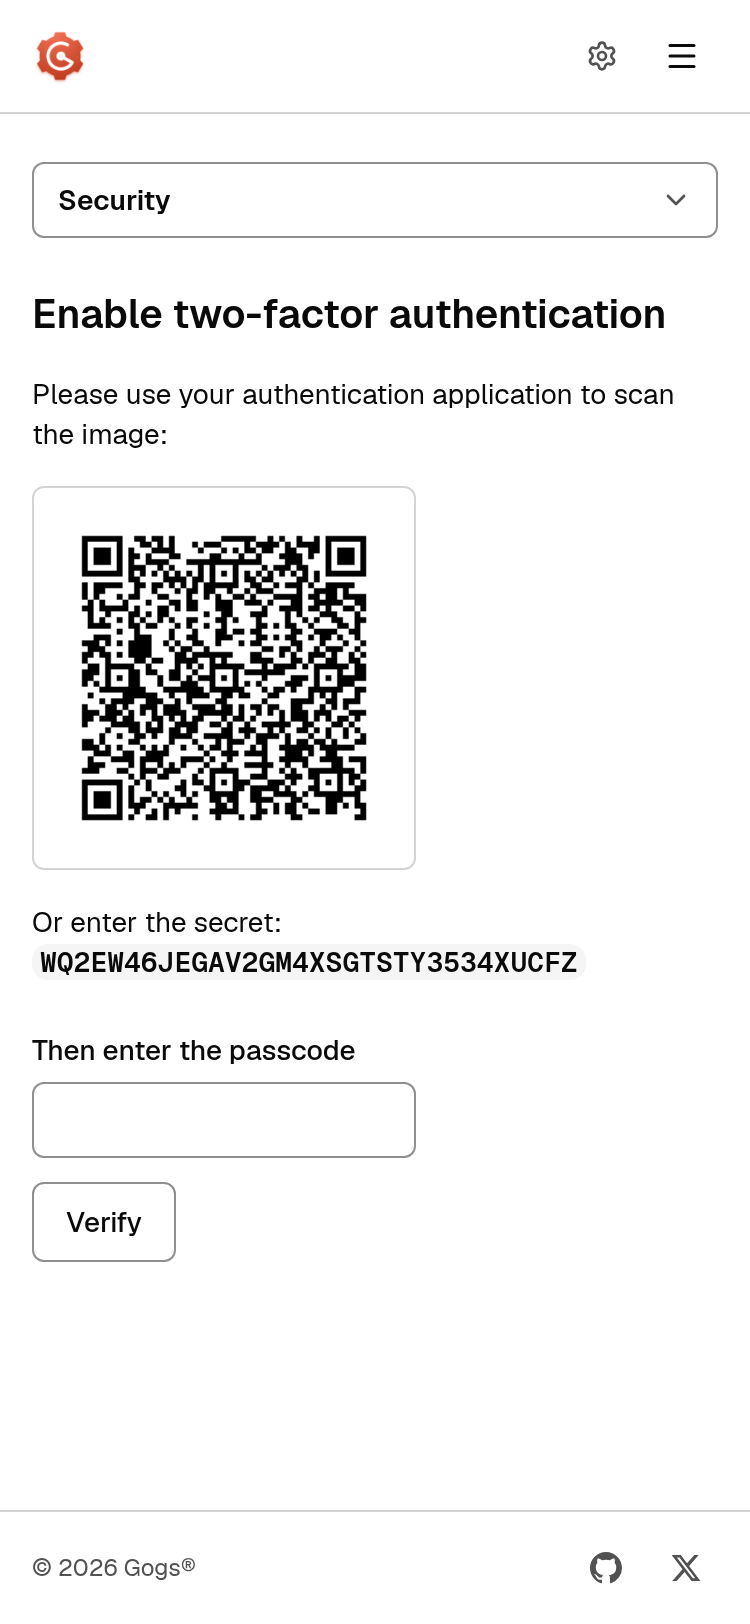 Security
Enable two-factor authentication
Please use your authentication application to scan
the image:
Or enter the secret:
WQ2EW46JEGAV2GM4XSGTSTY3534XUCFZ
Then enter the passcode
Verify
© 2026 Gogs®